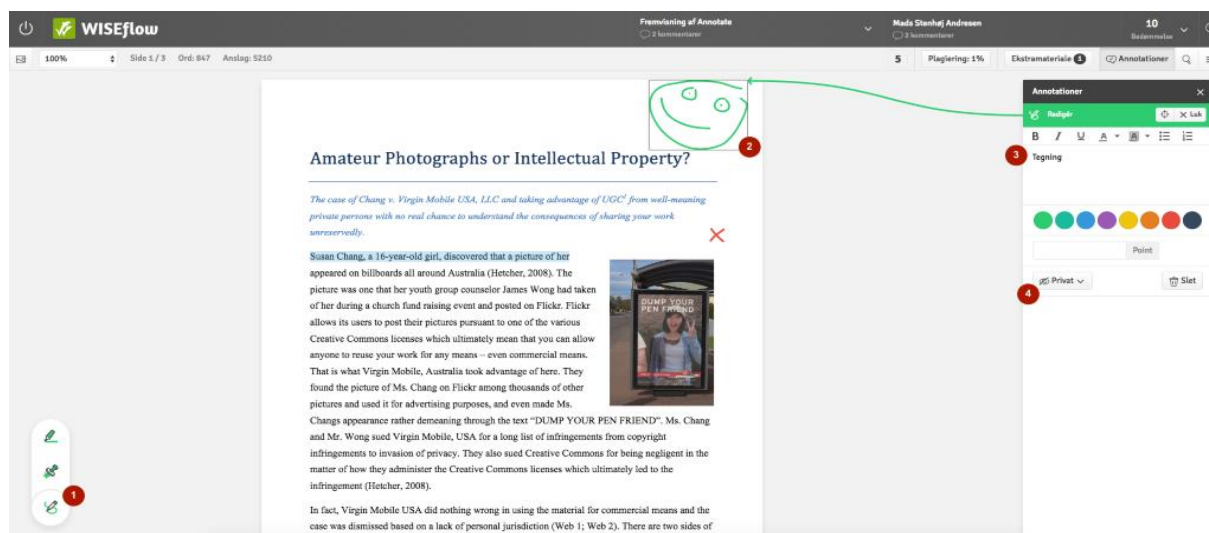 WISEflow
Fremvisning af Annotate
2 kommentarer
Mads Stenhøj Andresen
2 kommentarer
10
Bedømmelse
100%
Side 1 / 3 Ord: 847 Anslag: 5210
5 Plagiering: 1% Ekstramateriale 1 Annotationer
Annotationer
Redigér
Luk
B I U A A
3
Tegning
Point
Privat
Slet
4
2
1
Amateur Photographs or Intellectual Property?
The case of Chang v. Virgin Mobile USA, LLC and taking advantage of UGC¹ from well-meaning
private persons with no real chance to understand the consequences of sharing your work
unreservedly.
Susan Chang, a 16-year-old girl, discovered that a picture of her
appeared on billboards all around Australia (Hetcher, 2008). The
picture was one that her youth group counselor James Wong had taken
of her during a church fund raising event and posted on Flickr. Flickr
allows its users to post their pictures pursuant to one of the various
Creative Commons licenses which ultimately mean that you can allow
anyone to reuse your work for any means – even commercial means.
That is what Virgin Mobile, Australia took advantage of here. They
found the picture of Ms. Chang on Flickr among thousands of other
pictures and used it for advertising purposes, and even made Ms.
Changs appearance rather demeaning through the text “DUMP YOUR PEN FRIEND”. Ms. Chang
and Mr. Wong sued Virgin Mobile, USA for a long list of infringements from copyright
infringements to invasion of privacy. They also sued Creative Commons for being negligent in the
matter of how they administer the Creative Commons licenses which ultimately led to the
infringement (Hetcher, 2008).
In fact, Virgin Mobile USA did nothing wrong in using the material for commercial means and the
case was dismissed based on a lack of personal jurisdiction (Web 1; Web 2). There are two sides of
DUMP YOUR
PEN FRIEND